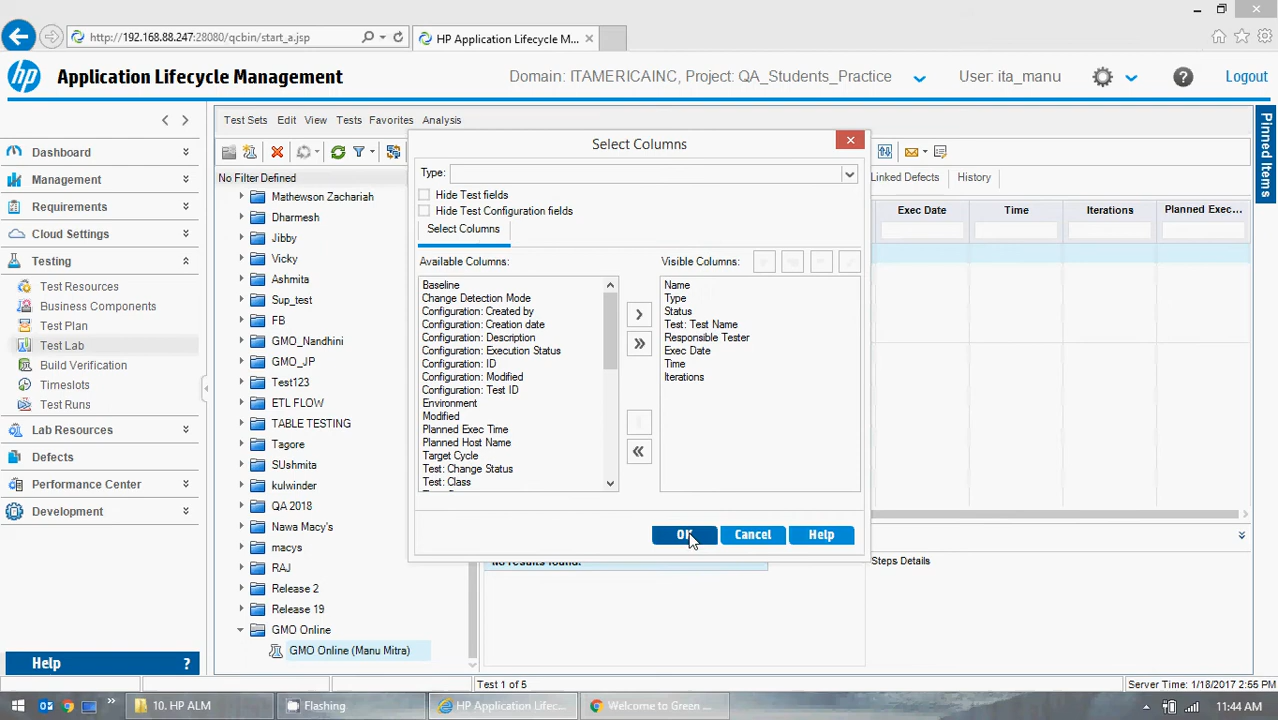 http://192.168.88.247:28080/qcbin/start_a.jsp
HP Application Lifecycle M...
hp
Application Lifecycle Management
Domain: ITAMERICAINC, Project: QA_Students_Practice
User: ita_manu
Logout
Dashboard
Management
Requirements
Cloud Settings
Testing
Test Resources
Business Components
Test Plan
Test Lab
Build Verification
Timeslots
Test Runs
Lab Resources
Defects
Performance Center
Development
Help ?
Test Sets Edit View Tests Favorites Analysis
No Filter Defined
Mathewson Zachariah
Dharmesh
Jibby
Vicky
Ashmita
Sup_test
FB
GMO_Nandhini
GMO_JP
Test123
ETL FLOW
TABLE TESTING
Tagore
SUshmita
kulwinder
QA 2018
Nawa Macy's
macys
RAJ
Release 2
Release 19
GMO Online
GMO Online (Manu Mitra)
Select Columns
Type:
Hide Test fields
Hide Test Configuration fields
Select Columns
Available Columns:
Baseline
Change Detection Mode
Configuration: Created by
Configuration: Creation date
Configuration: Description
Configuration: Execution Status
Configuration: ID
Configuration: Modified
Configuration: Test ID
Environment
Modified
Planned Exec Time
Planned Host Name
Target Cycle
Test: Change Status
Test: Class
Visible Columns:
Name
Type
Status
Test: Test Name
Responsible Tester
Exec Date
Time
Iterations
OK Cancel Help
Linked Defects History
Exec Date Time Iterations Planned Exec...
No results found.
Steps Details
Pinned Items
Test 1 of 5
Server Time: 1/18/2017 2:55 PM
10. HP ALM
Flashing
HP Application Lifec...
Welcome to Green ...
11:44 AM